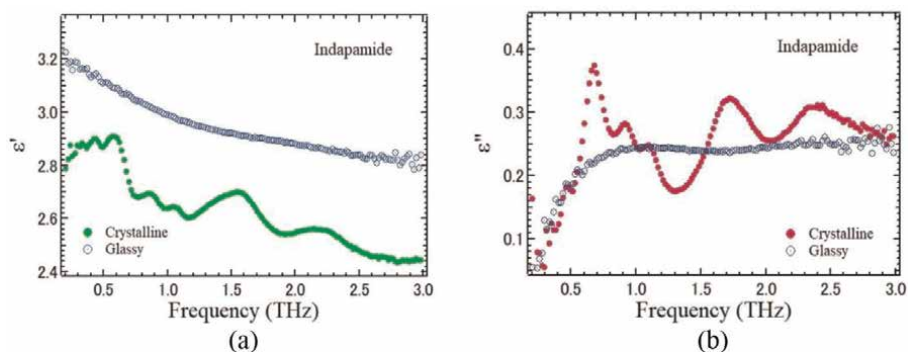 3.2
3.0
2.8
2.6
2.4
ε'
Indapamide
Crystalline
Glassy
0.5 1.0 1.5 2.0 2.5 3.0
Frequency (THz)
(a)
0.4
0.3
0.2
0.1
ε"
Indapamide
Crystalline
Glassy
0.5 1.0 1.5 2.0 2.5 3.0
Frequency (THz)
(b)